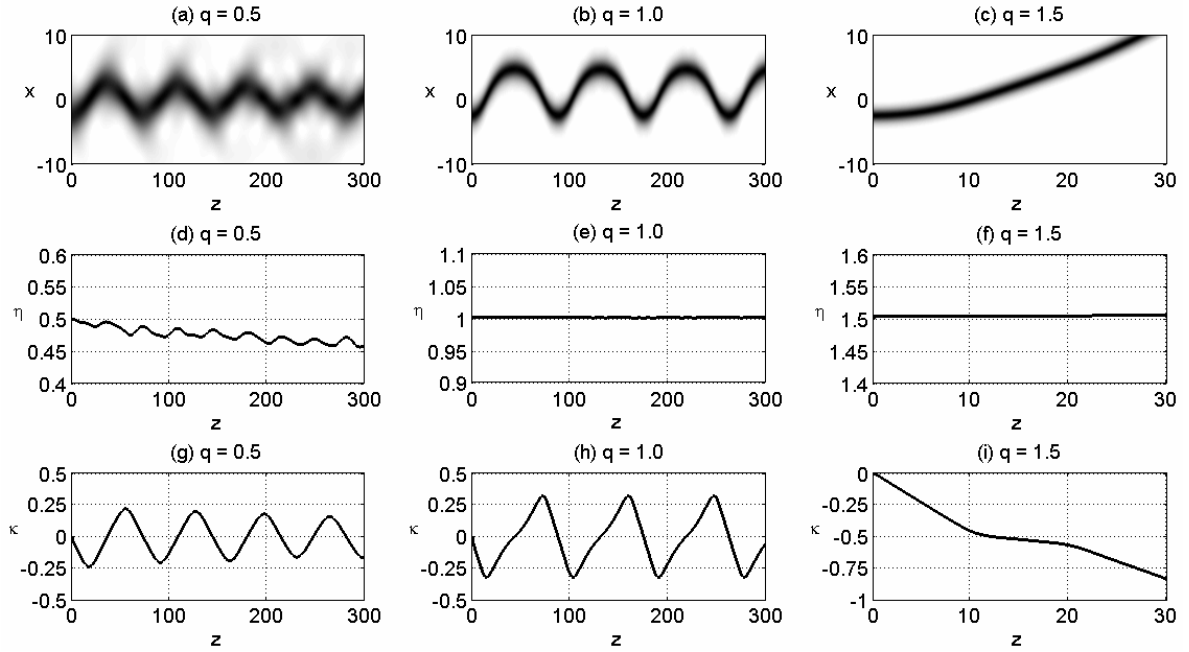 (a) q = 0.5
10
0
-10
x
0 100 200 300
z
(b) q = 1.0
10
0
-10
x
0 100 200 300
z
(c) q = 1.5
10
0
-10
x
0 10 20 30
z
(d) q = 0.5
0.6
0.55
0.5
0.45
0.4
η
0 100 200 300
z
(e) q = 1.0
1.1
1.05
1
0.95
0.9
η
0 100 200 300
z
(f) q = 1.5
1.6
1.55
1.5
1.45
1.4
η
0 10 20 30
z
(g) q = 0.5
0.5
0.25
0
-0.25
-0.5
κ
0 100 200 300
z
(h) q = 1.0
0.5
0.25
0
-0.25
-0.5
κ
0 100 200 300
z
(i) q = 1.5
0
-0.25
-0.5
-0.75
-1
κ
0 10 20 30
z